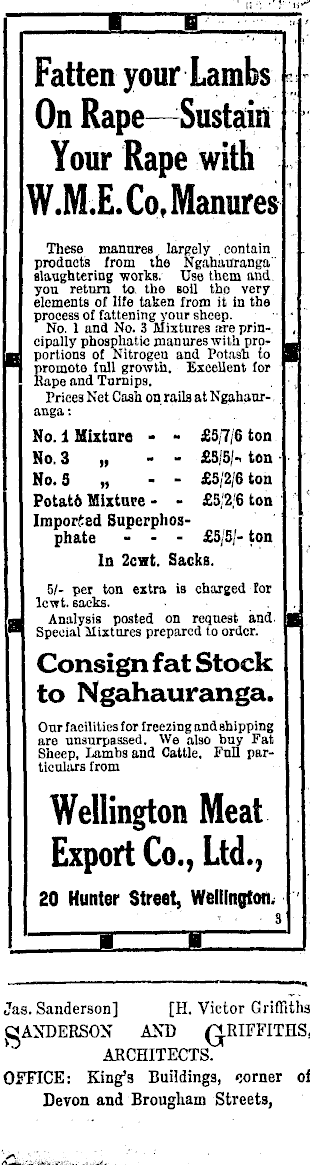 Fatten your Lambs
On Rape—Sustain
Your Rape with
W.M.E.Co. Manures
These manures largely contain
products from the Ngahauranga
slaughtering works. Use them and
you return to the soil the very
elements of life taken from it in the
process of fattening your sheep.
No. 1 and No. 3 Mixtures are prin-
cipally phosphatic manures with pro-
portions of Nitrogen and Potash to
promote full growth. Excellent for
Rape and Turnips.
Prices Net Cash on rails at Ngahaur-
anga:
No. 1 Mixture - - £5/7/6 ton
No. 3 „ - - £5/5/- ton
No. 5 „ - - £5/2/6 ton
Potato Mixture - - £5/2/6 ton
Imported Superphos-
phate - - - £5/5/- ton
In 2cwt. Sacks.
5/- per ton extra is charged for
1cwt. sacks.
Analysis posted on request and
Special Mixtures prepared to order.
Consign fat Stock
to Ngahauranga.
Our facilities for freezing and shipping
are unsurpassed. We also buy Fat
Sheep, Lambs and Cattle. Full par-
ticulars from
Wellington Meat
Export Co., Ltd.,
20 Hunter Street, Wellington.
3
Jas. Sanderson] [H. Victor Griffiths
SANDERSON AND GRIFFITHS,
ARCHITECTS.
OFFICE: King's Buildings, corner of
Devon and Brougham Streets,